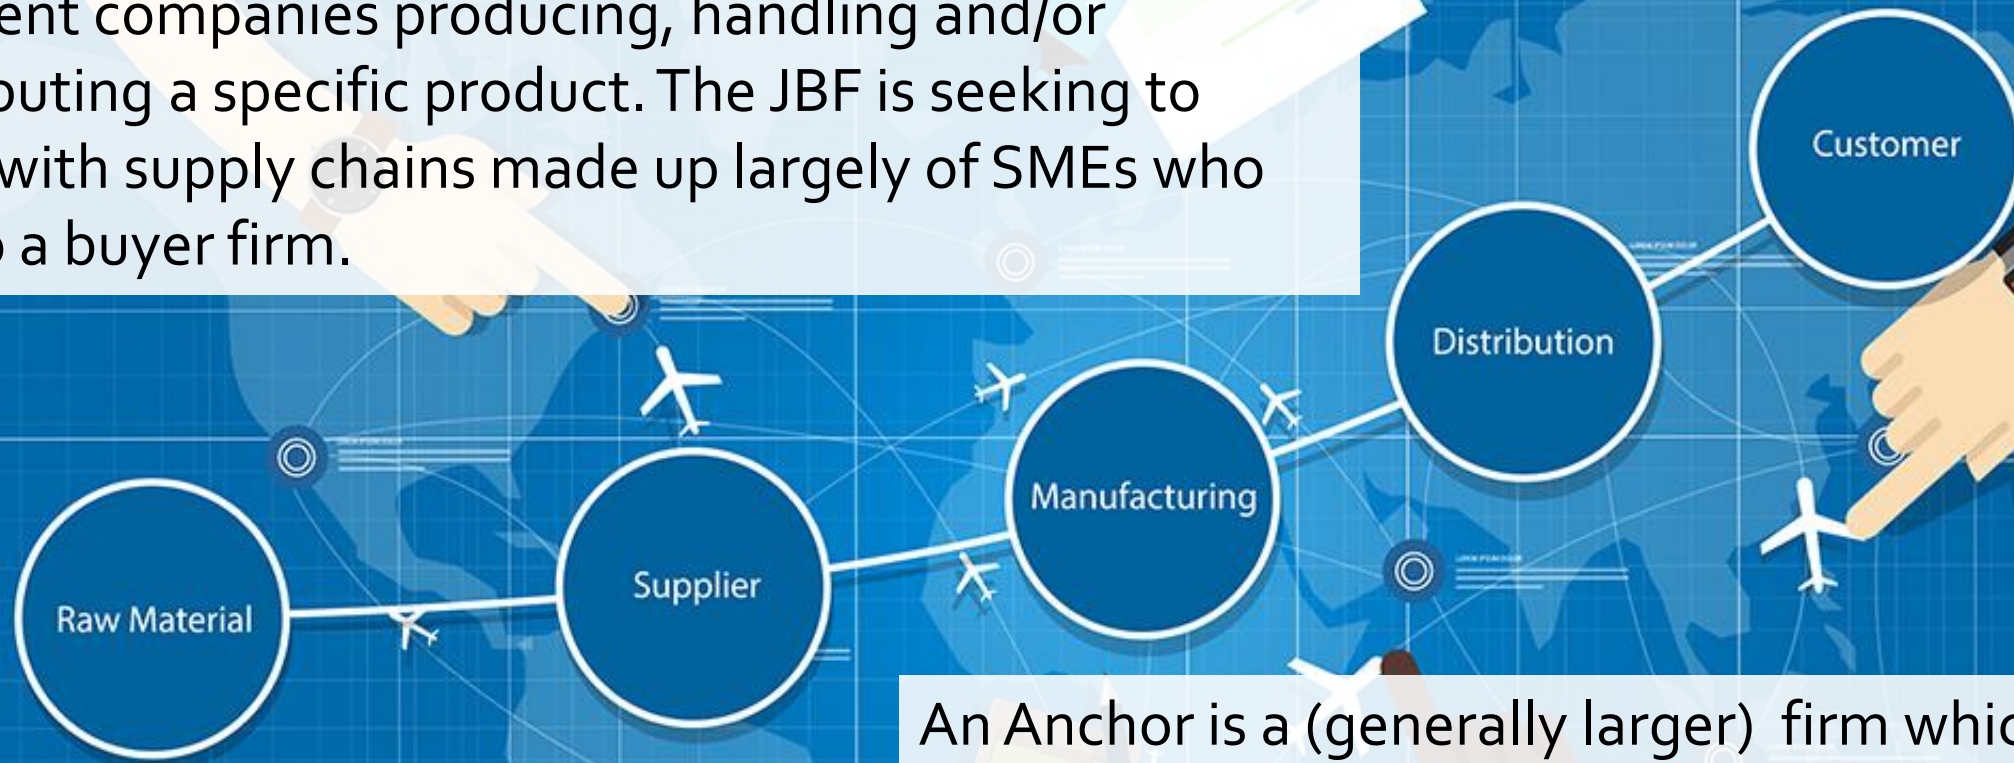 ent companies producing, handling and/or
buting a specific product. The JBF is seeking to
with supply chains made up largely of SMEs who
a buyer firm.
Customer
Distribution
Manufacturing
Supplier
Raw Material
An Anchor is a (generally larger) firm whic